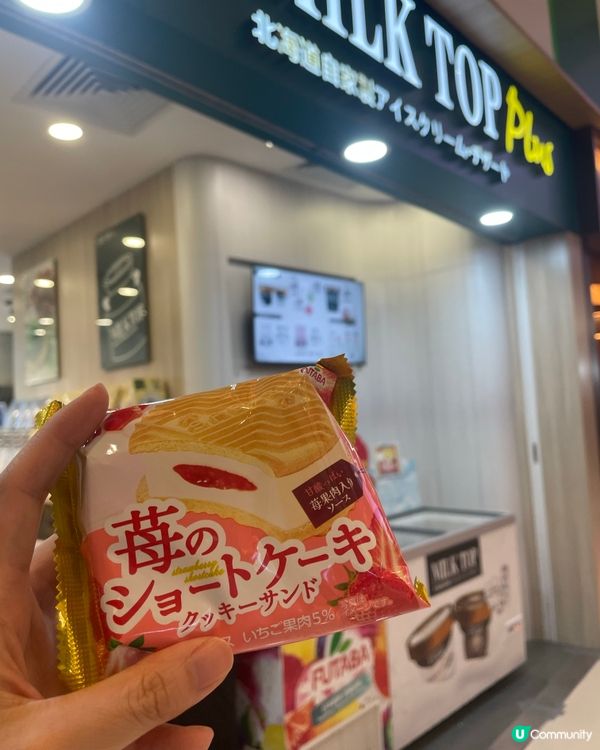 MILK TOP Plus
北海道自家製アイスクリーム・デザート
FUTABA
甘酸っぱい
苺果肉入り
ソース
苺の
strawberry
shortcake
ショートケーキ
クッキーサンド
いちご果肉5%
MILK TOP
FUTABA
U Community